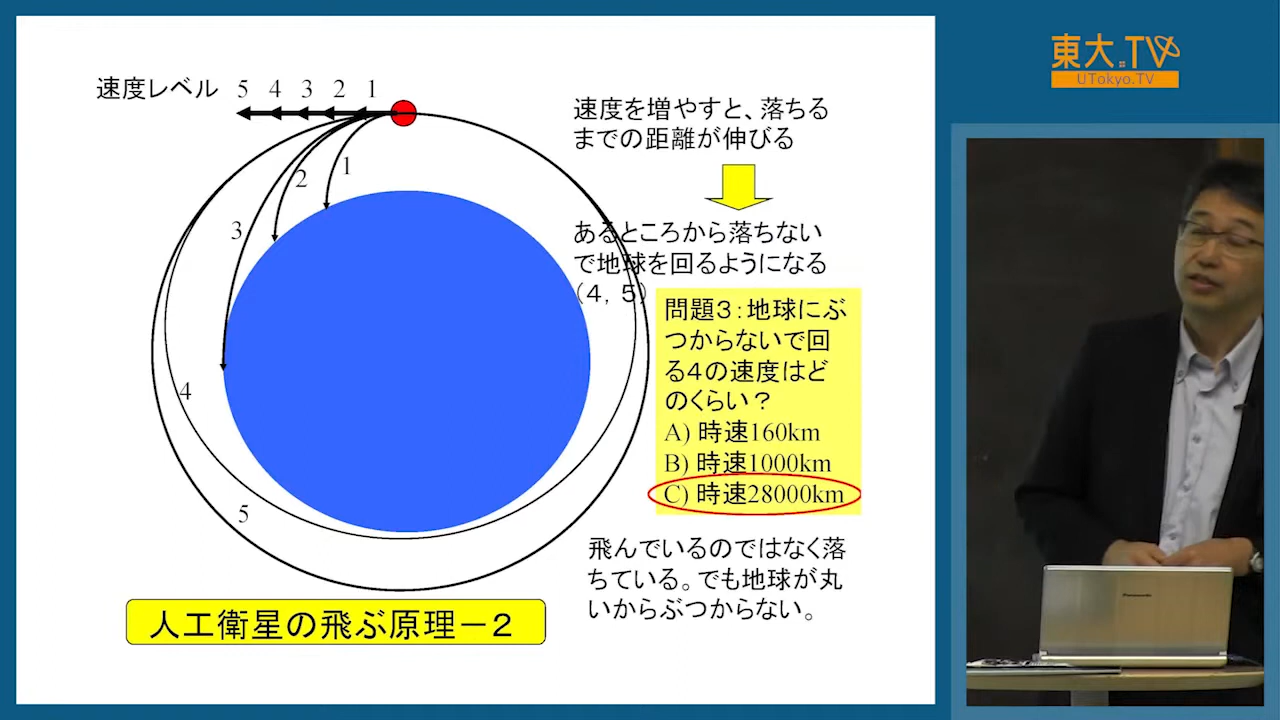 東大.TV
UTokyo.TV
速度レベル 5 4 3 2 1
1
2
3
4
5
速度を増やすと、落ちる
までの距離が伸びる
あるところから落ちない
で地球を回るようになる
(4, 5)
問題3:地球にぶ
つからないで回
る4の速度はど
のくらい?
A) 時速160km
B) 時速1000km
C) 時速28000km
飛んでいるのではなく落
ちている。でも地球が丸
いからぶつからない。
人工衛星の飛ぶ原理-2
Panasonic